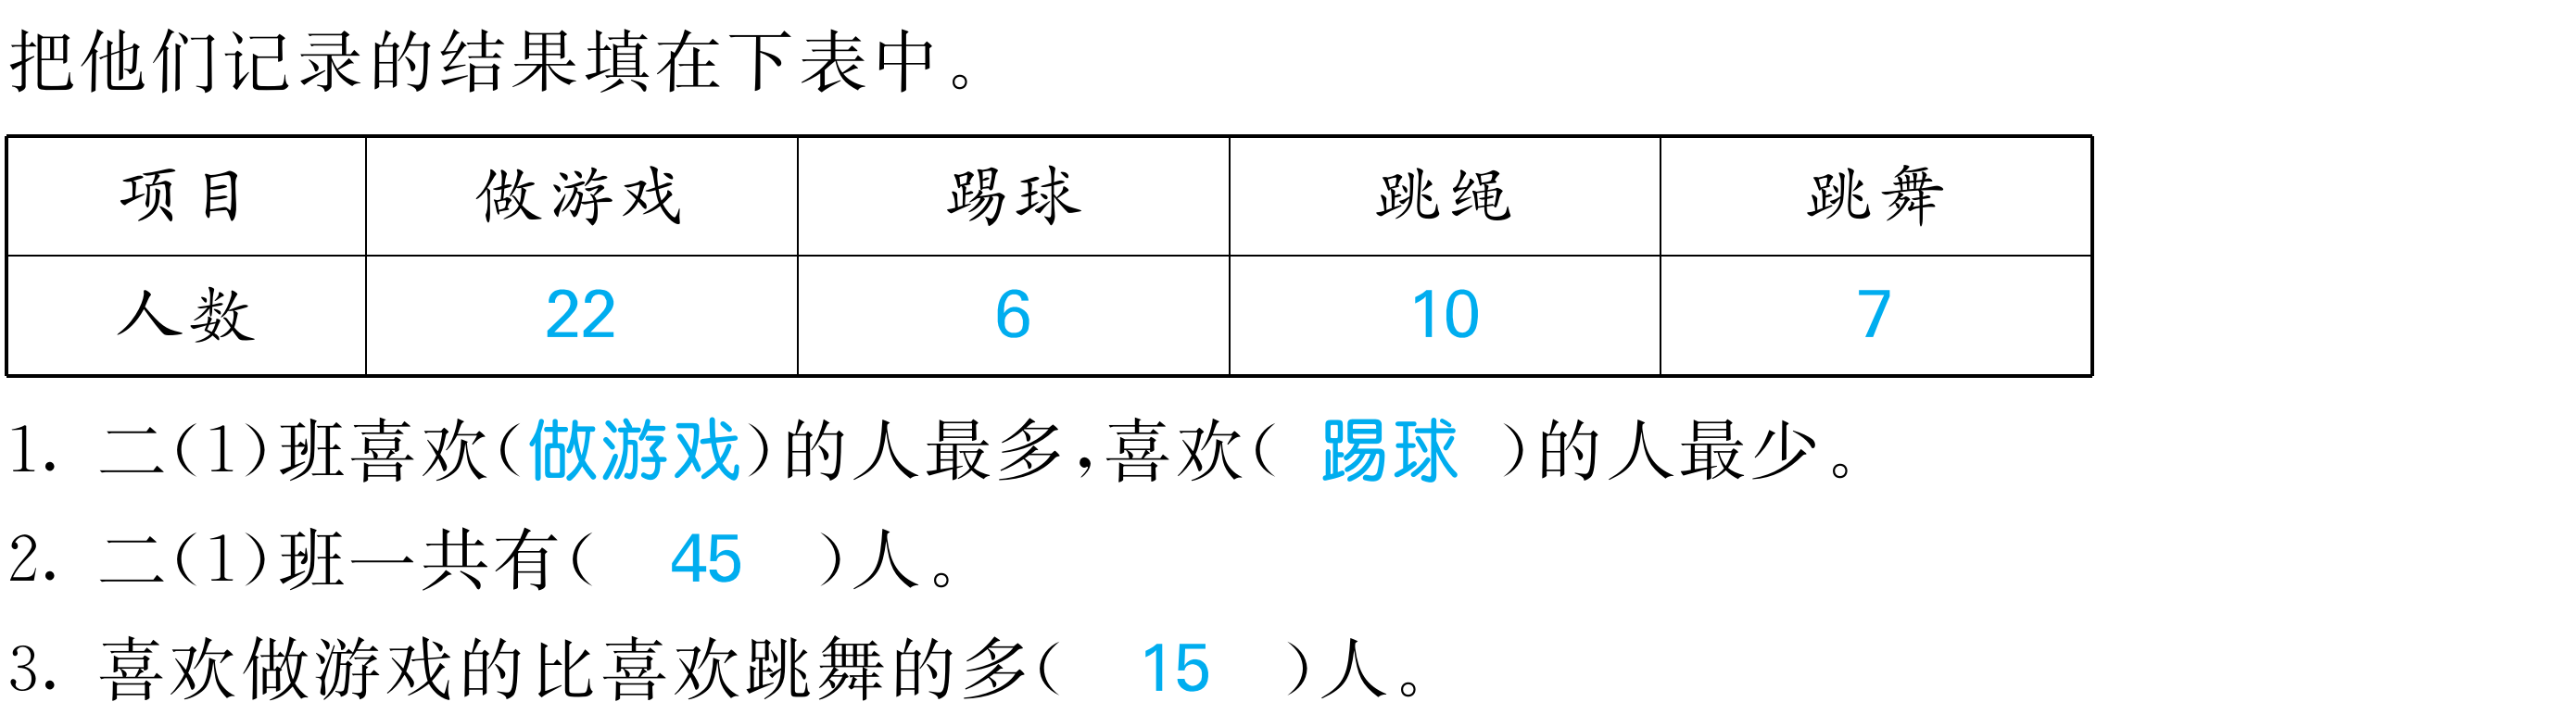 把他们记录的结果填在下表中。
项目 做游戏 踢球 跳绳 跳舞
人数 22 6 10 7
1. 二(1)班喜欢(做游戏)的人最多,喜欢( 踢球 )的人最少。
2. 二(1)班一共有( 45 )人。
3. 喜欢做游戏的比喜欢跳舞的多( 15 )人。